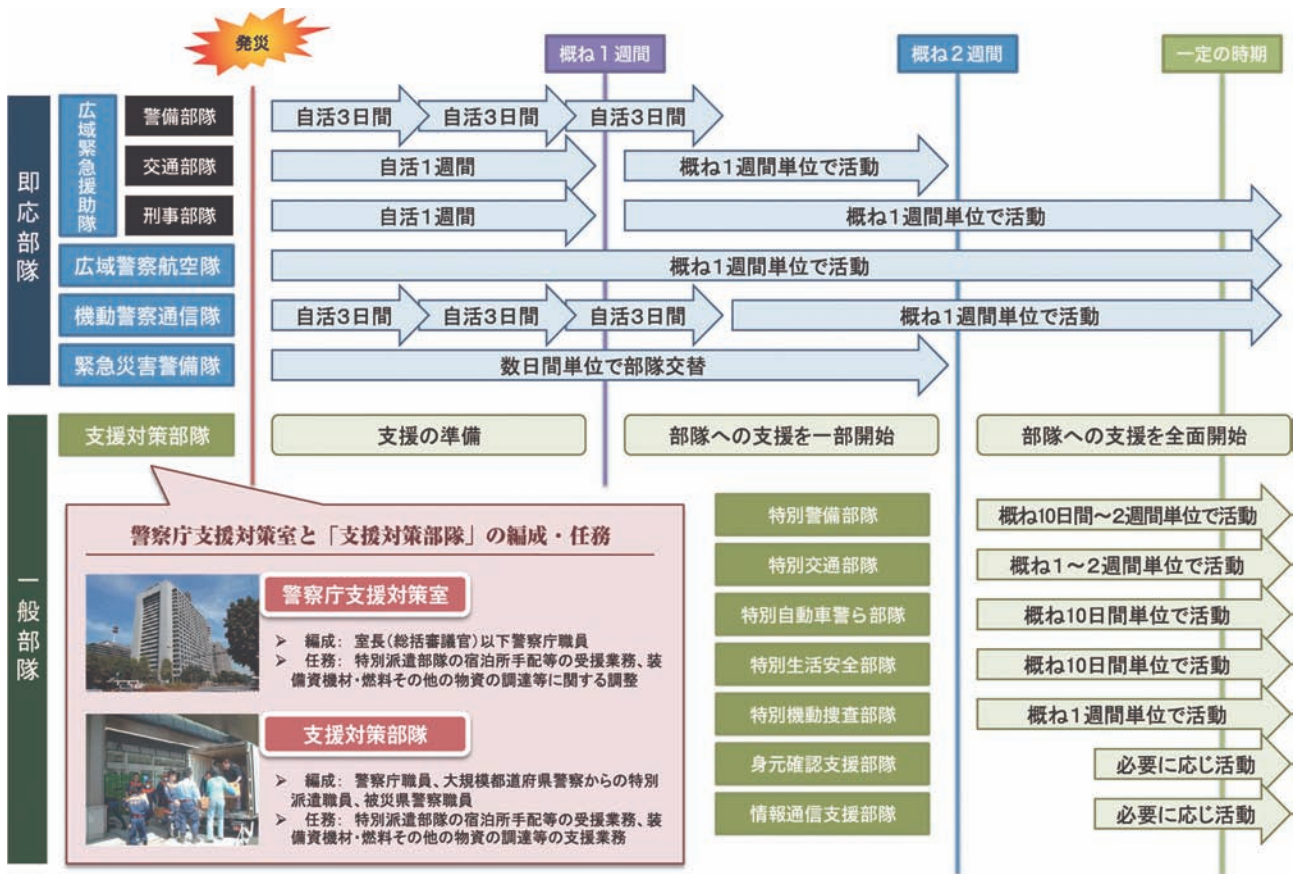 発災
概ね1週間
概ね2週間
一定の時期
即応部隊
広域緊急援助隊
警備部隊
自活3日間
自活3日間
自活3日間
交通部隊
自活1週間
概ね1週間単位で活動
刑事部隊
自活1週間
概ね1週間単位で活動
広域警察航空隊
概ね1週間単位で活動
機動警察通信隊
自活3日間
自活3日間
自活3日間
概ね1週間単位で活動
緊急災害警備隊
数日間単位で部隊交替
一般部隊
支援対策部隊
支援の準備
部隊への支援を一部開始
部隊への支援を全面開始
警察庁支援対策室と「支援対策部隊」の編成・任務
警察庁支援対策室
➤ 編成: 室長(総括審議官)以下警察庁職員
➤ 任務: 特別派遣部隊の宿泊所手配等の受援業務、装
備資機材・燃料その他の物資の調達等に関する調整
支援対策部隊
➤ 編成: 警察庁職員、大規模都道府県警察からの特別
派遣職員、被災県警察職員
➤ 任務: 特別派遣部隊の宿泊所手配等の受援業務、装
備資機材・燃料その他の物資の調達等の支援業務
特別警備部隊
概ね10日間～2週間単位で活動
特別交通部隊
概ね1～2週間単位で活動
特別自動車警ら部隊
概ね10日間単位で活動
特別生活安全部隊
概ね10日間単位で活動
特別機動捜査部隊
概ね1週間単位で活動
身元確認支援部隊
必要に応じ活動
情報通信支援部隊
必要に応じ活動